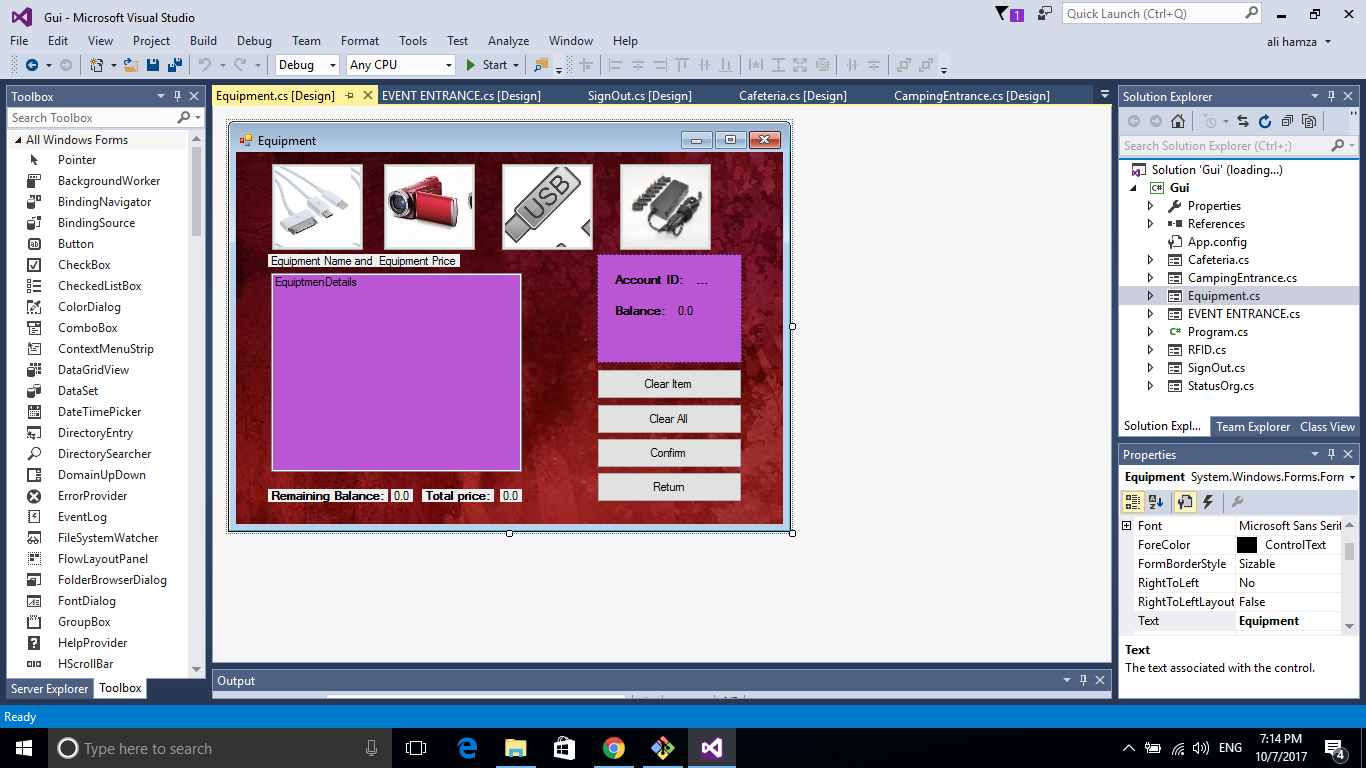 Gui - Microsoft Visual Studio
1
Quick Launch (Ctrl+Q)
File Edit View Project Build Debug Team Format Tools Test Analyze Window Help
ali hamza
Debug Any CPU Start
Toolbox
Search Toolbox
All Windows Forms
Pointer
BackgroundWorker
BindingNavigator
BindingSource
Button
CheckBox
CheckedListBox
ColorDialog
ComboBox
ContextMenuStrip
DataGridView
DataSet
DateTimePicker
DirectoryEntry
DirectorySearcher
DomainUpDown
ErrorProvider
EventLog
FileSystemWatcher
FlowLayoutPanel
FolderBrowserDialog
FontDialog
GroupBox
HelpProvider
HScrollBar
Server Explorer Toolbox
Equipment.cs [Design] EVENT ENTRANCE.cs [Design] SignOut.cs [Design] Cafeteria.cs [Design] CampingEntrance.cs [Design]
Equipment
USB
Equipment Name and Equipment Price
EquiptmenDetails
Account ID: ...
Balance: 0.0
Clear Item
Clear All
Confirm
Return
Remaining Balance: 0.0 Total price: 0.0
Output
Solution Explorer
Search Solution Explorer (Ctrl+;)
Solution 'Gui' (loading...)
C# Gui
Properties
References
App.config
Cafeteria.cs
CampingEntrance.cs
Equipment.cs
EVENT ENTRANCE.cs
C# Program.cs
RFID.cs
SignOut.cs
StatusOrg.cs
Solution Expl... Team Explorer Class View
Properties
Equipment System.Windows.Forms.Form
Font Microsoft Sans Serif
ForeColor ControlText
FormBorderStyle Sizable
RightToLeft No
RightToLeftLayout False
Text Equipment
Text
The text associated with the control.
Ready
Type here to search
ENG
7:14 PM
10/7/2017
4